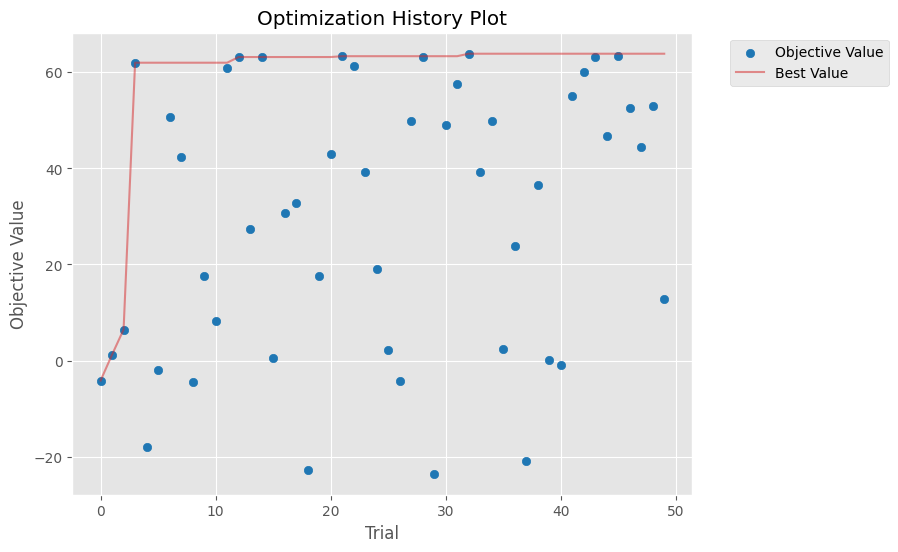 Optimization History Plot
Objective Value
Best Value
Objective Value
60
40
20
0
−20
0 10 20 30 40 50
Trial